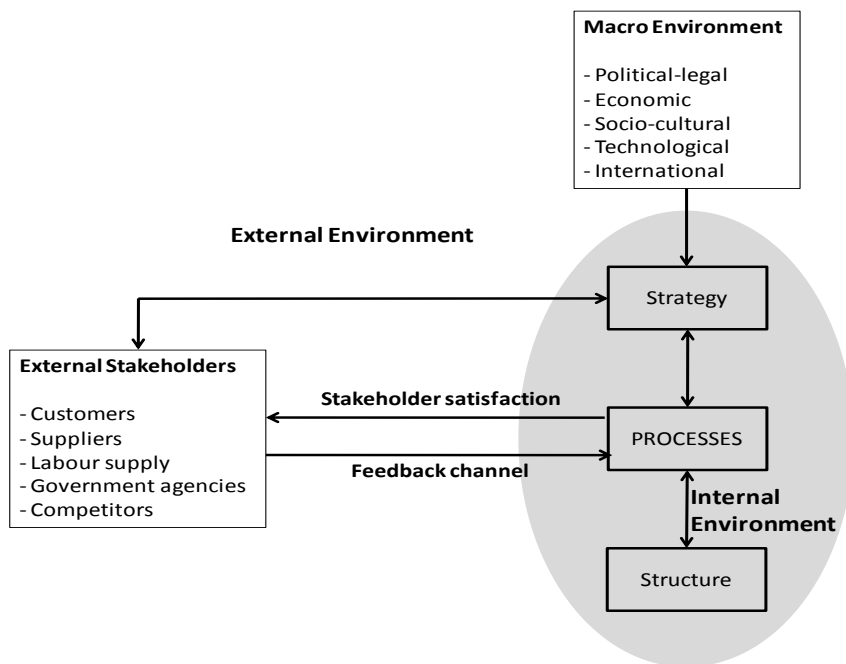 Macro Environment
- Political-legal
- Economic
- Socio-cultural
- Technological
- International
External Environment
Strategy
External Stakeholders
- Customers
- Suppliers
- Labour supply
- Government agencies
- Competitors
Stakeholder satisfaction
Feedback channel
PROCESSES
Internal
Environment
Structure